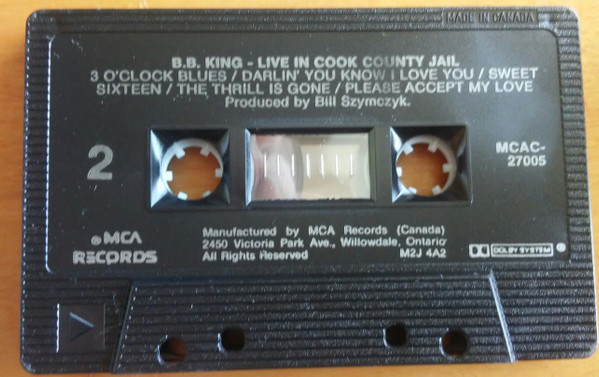 MADE IN CANADA
B.B. KING - LIVE IN COOK COUNTY JAIL
3 O'CLOCK BLUES / DARLIN' YOU KNOW I LOVE YOU / SWEET
SIXTEEN / THE THRILL IS GONE / PLEASE ACCEPT MY LOVE
Produced by Bill Szymczyk.
2
MCAC-
27005
MCA
RECORDS
Manufactured by MCA Records (Canada)
2450 Victoria Park Ave., Willowdale, Ontario
All Rights Reserved M2J 4A2
DOLBY SYSTEM